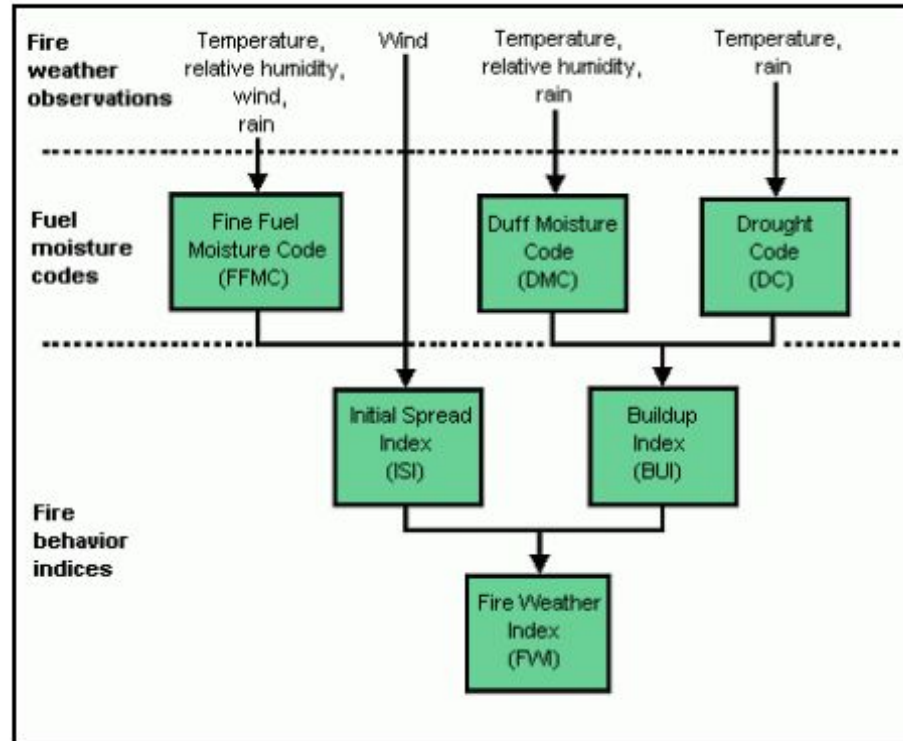 Fire
weather
observations
Temperature,
relative humidity,
wind,
rain
Wind
Temperature,
relative humidity,
rain
Temperature,
rain
Fuel
moisture
codes
Fine Fuel
Moisture Code
(FFMC)
Duff Moisture
Code
(DMC)
Drought
Code
(DC)
Fire
behavior
indices
Initial Spread
Index
(ISI)
Buildup
Index
(BUI)
Fire Weather
Index
(FWI)